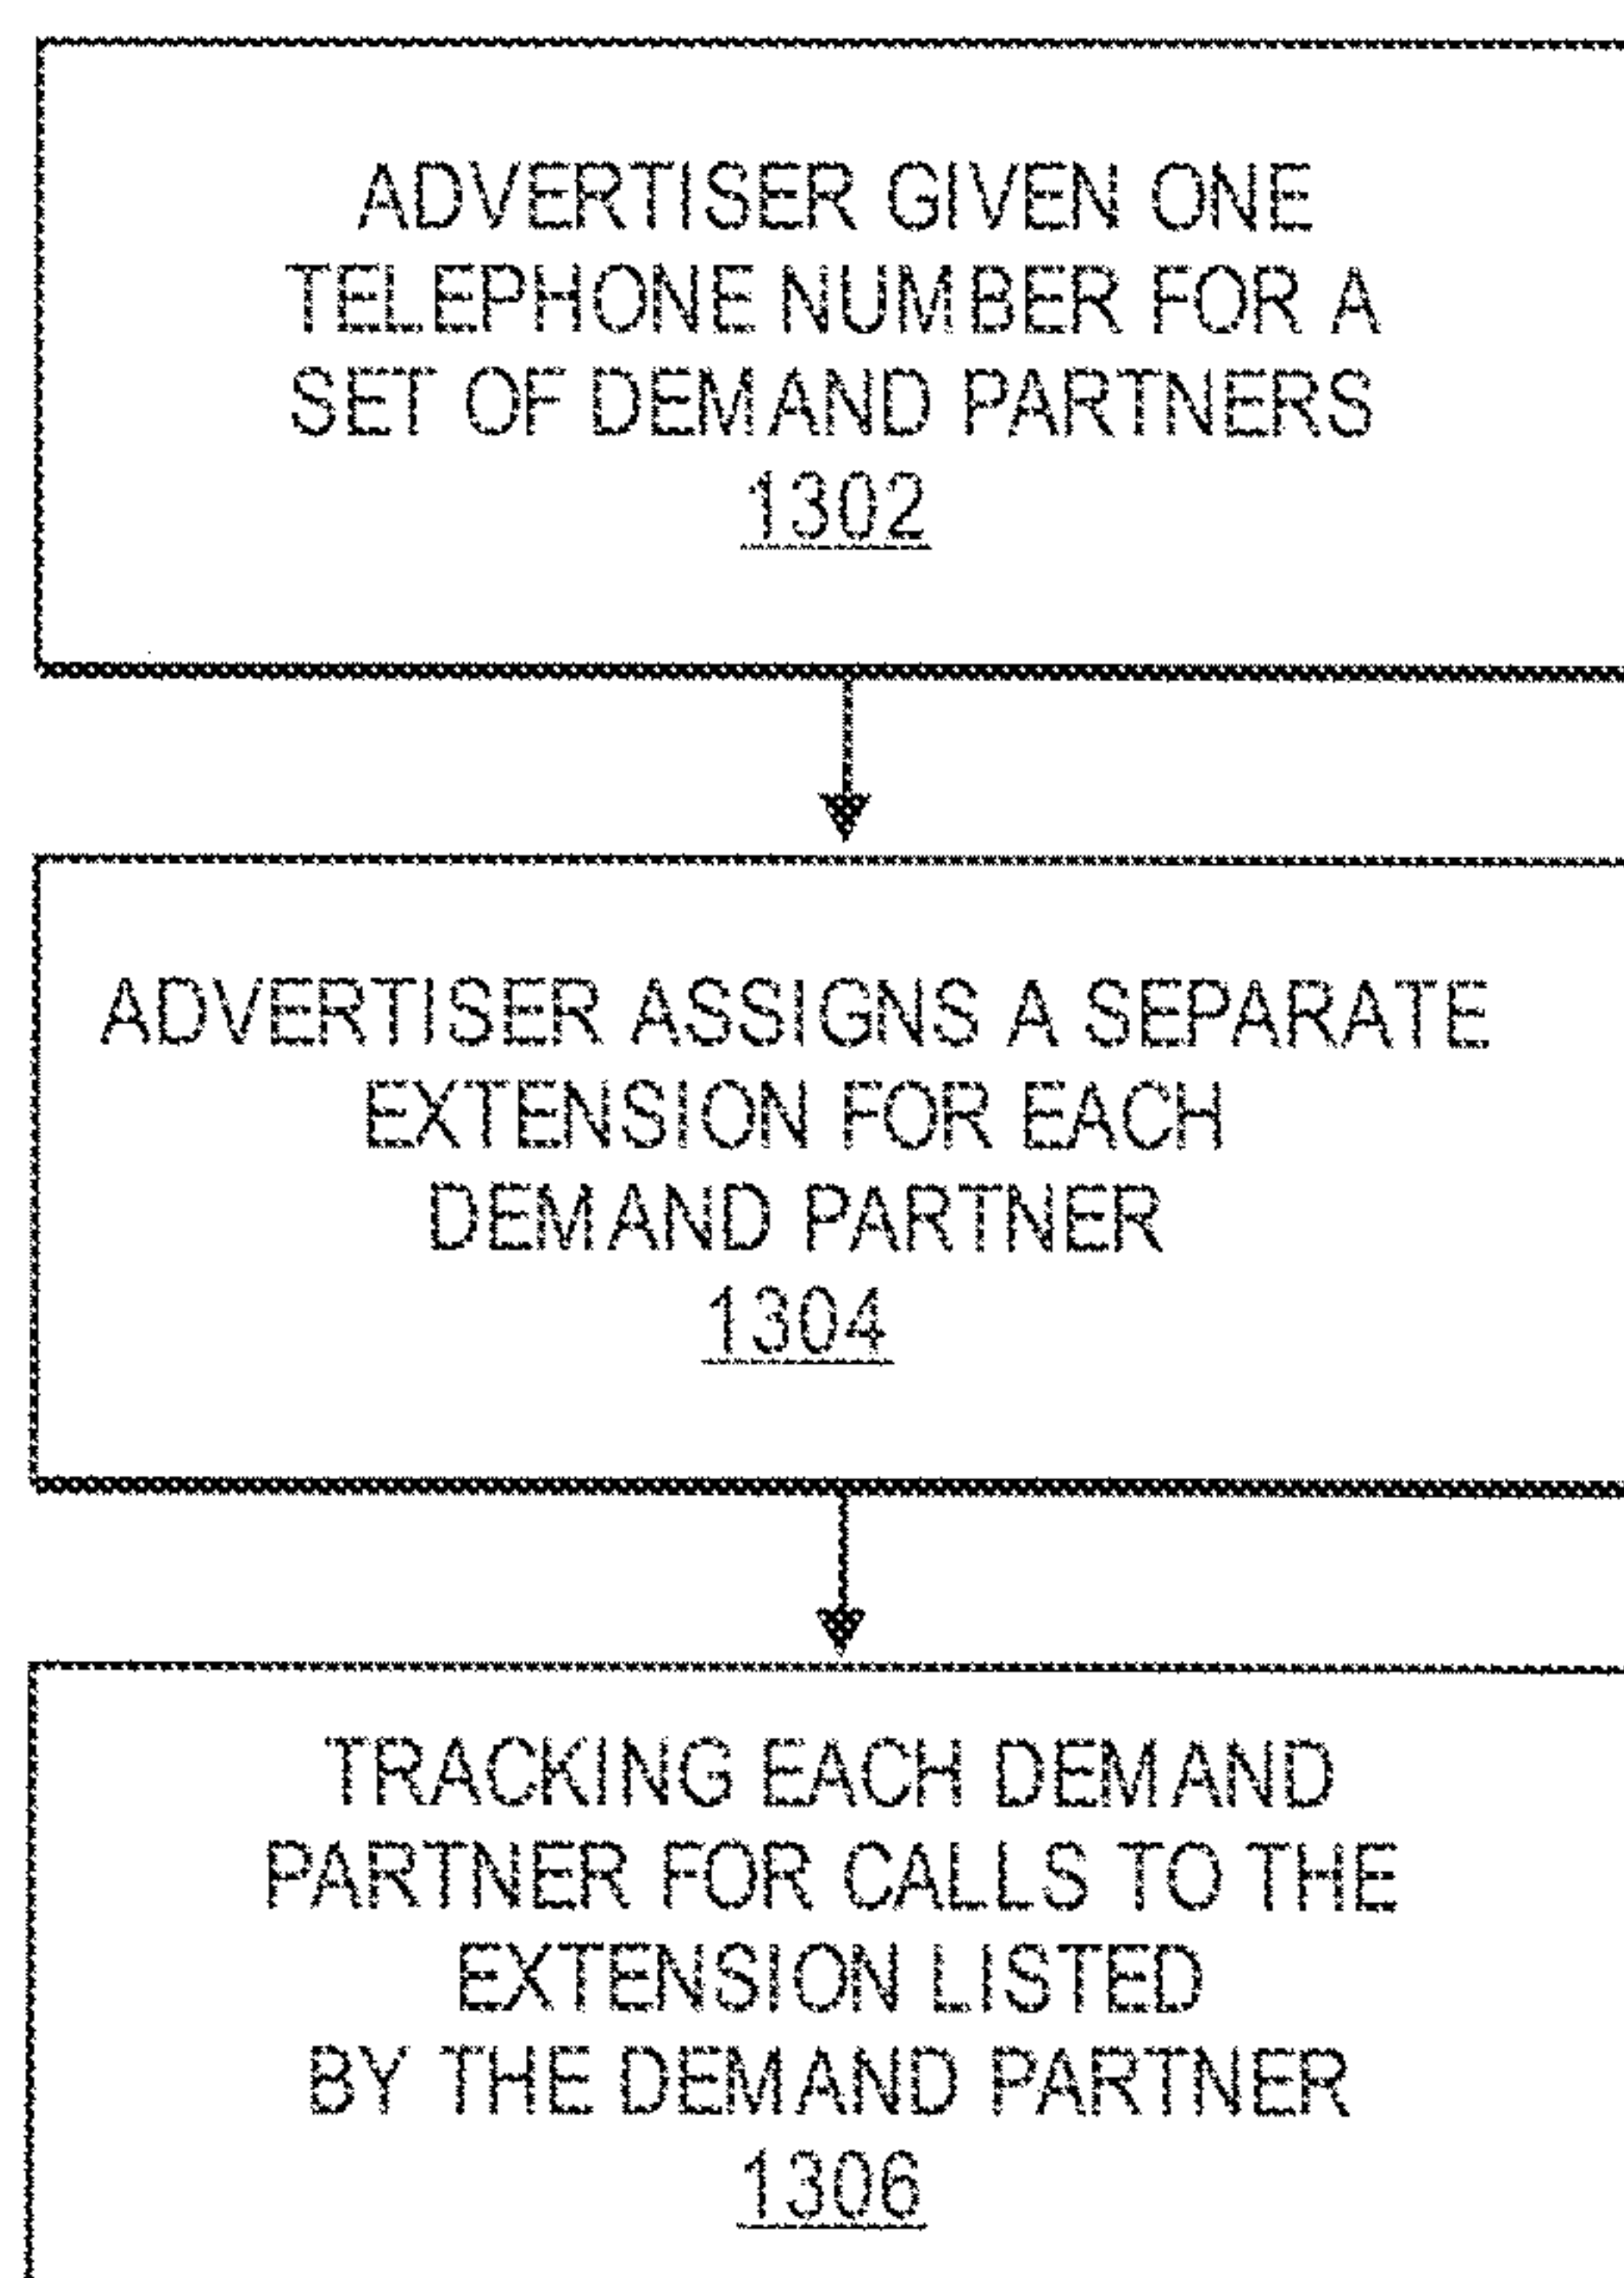 ADVERTISER GIVEN ONE
TELEPHONE NUMBER FOR A
SET OF DEMAND PARTNERS
1302
ADVERTISER ASSIGNS A SEPARATE
EXTENSION FOR EACH
DEMAND PARTNER
1304
TRACKING EACH DEMAND
PARTNER FOR CALLS TO THE
EXTENSION LISTED
BY THE DEMAND PARTNER
1306